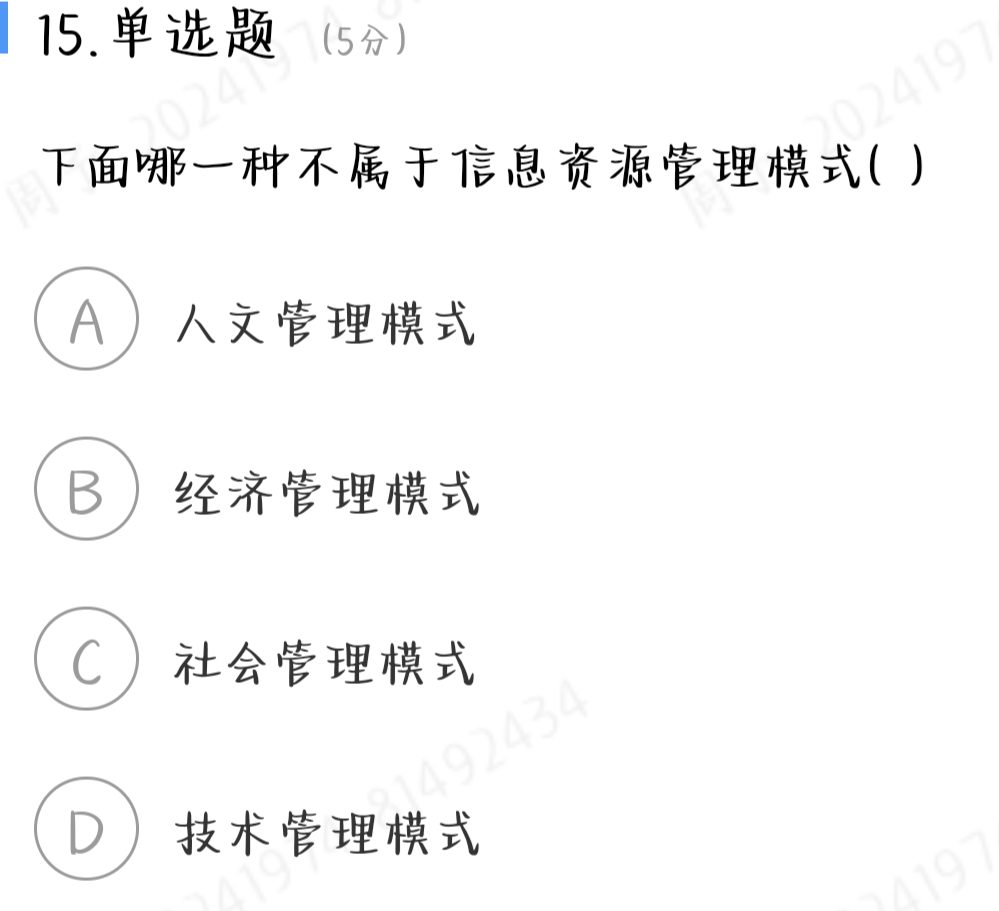 15.单选题 (5分)
下面哪一种不属于信息资源管理模式( )
A 人文管理模式
B 经济管理模式
C 社会管理模式
D 技术管理模式